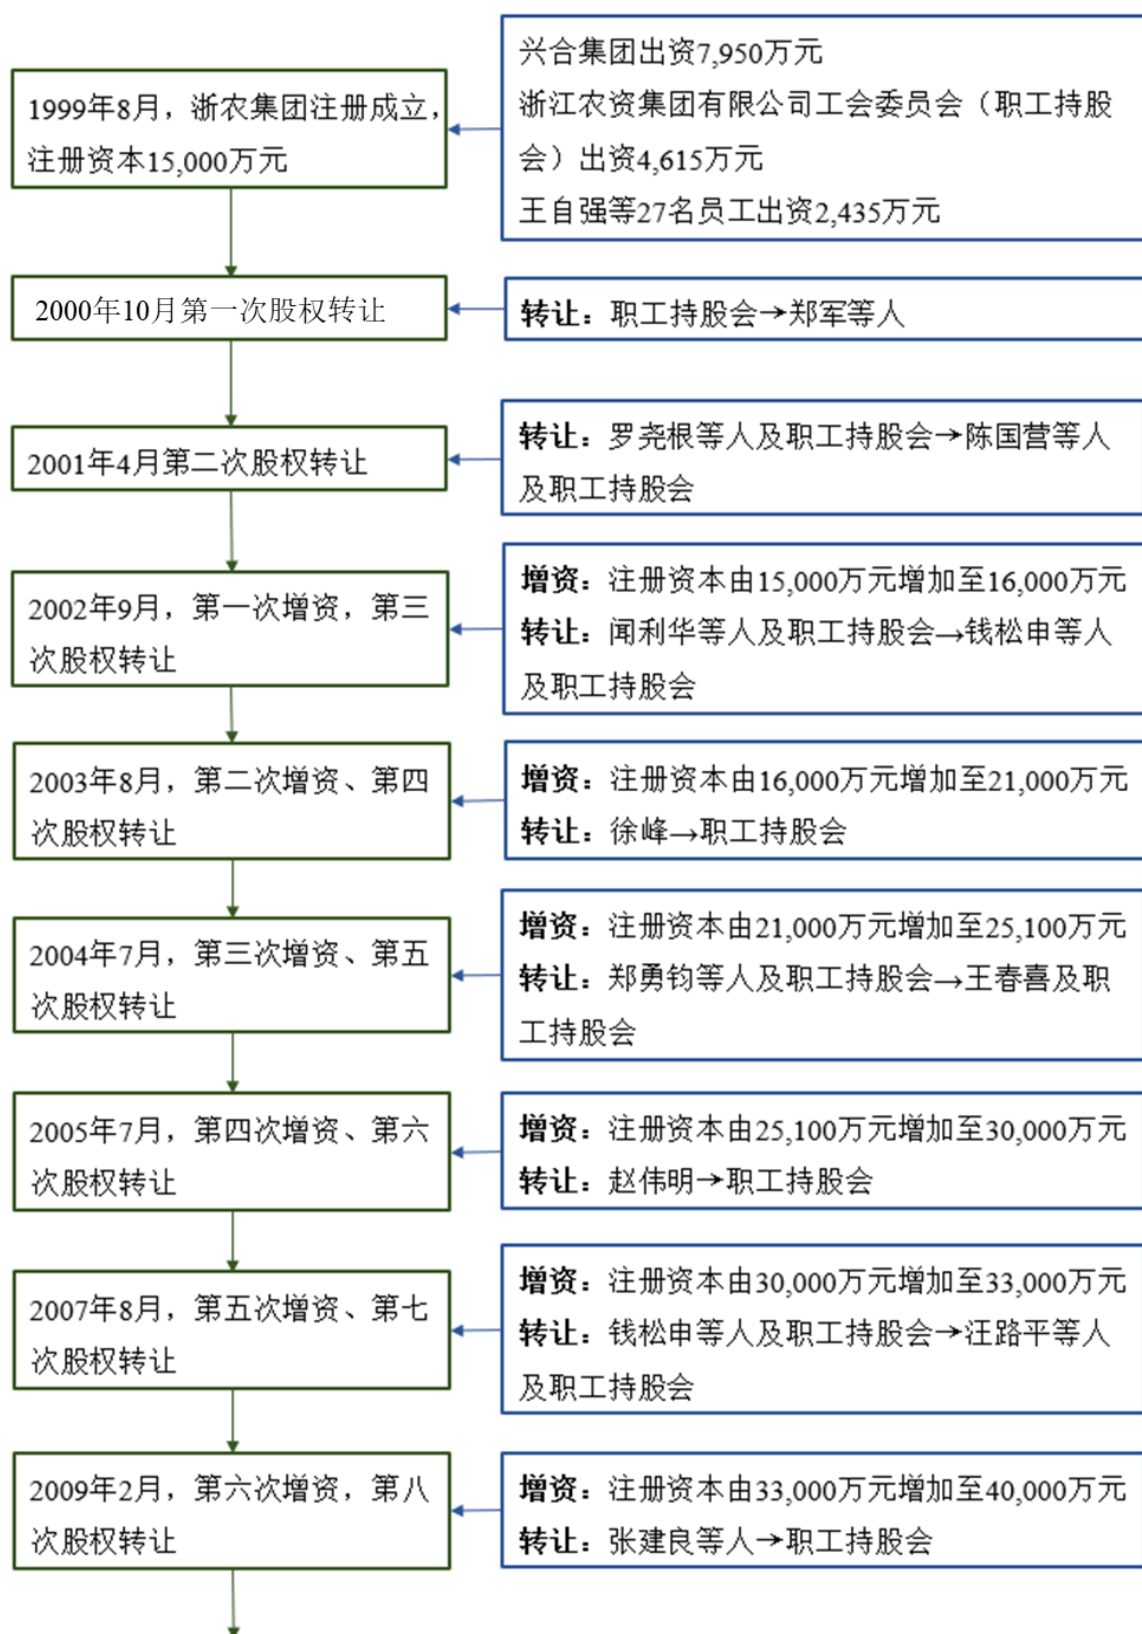 1999年8月，浙农集团注册成立，
注册资本15,000万元
兴合集团出资7,950万元
浙江农资集团有限公司工会委员会（职工持股
会）出资4,615万元
王自强等27名员工出资2,435万元
2000年10月第一次股权转让
转让：职工持股会→郑军等人
2001年4月第二次股权转让
转让：罗尧根等人及职工持股会→陈国营等人
及职工持股会
2002年9月，第一次增资，第三
次股权转让
增资：注册资本由15,000万元增加至16,000万元
转让：闻利华等人及职工持股会→钱松申等人
及职工持股会
2003年8月，第二次增资、第四
次股权转让
增资：注册资本由16,000万元增加至21,000万元
转让：徐峰→职工持股会
2004年7月，第三次增资、第五
次股权转让
增资：注册资本由21,000万元增加至25,100万元
转让：郑勇钧等人及职工持股会→王春喜及职
工持股会
2005年7月，第四次增资、第六
次股权转让
增资：注册资本由25,100万元增加至30,000万元
转让：赵伟明→职工持股会
2007年8月，第五次增资、第七
次股权转让
增资：注册资本由30,000万元增加至33,000万元
转让：钱松申等人及职工持股会→汪路平等人
及职工持股会
2009年2月，第六次增资，第八
次股权转让
增资：注册资本由33,000万元增加至40,000万元
转让：张建良等人→职工持股会